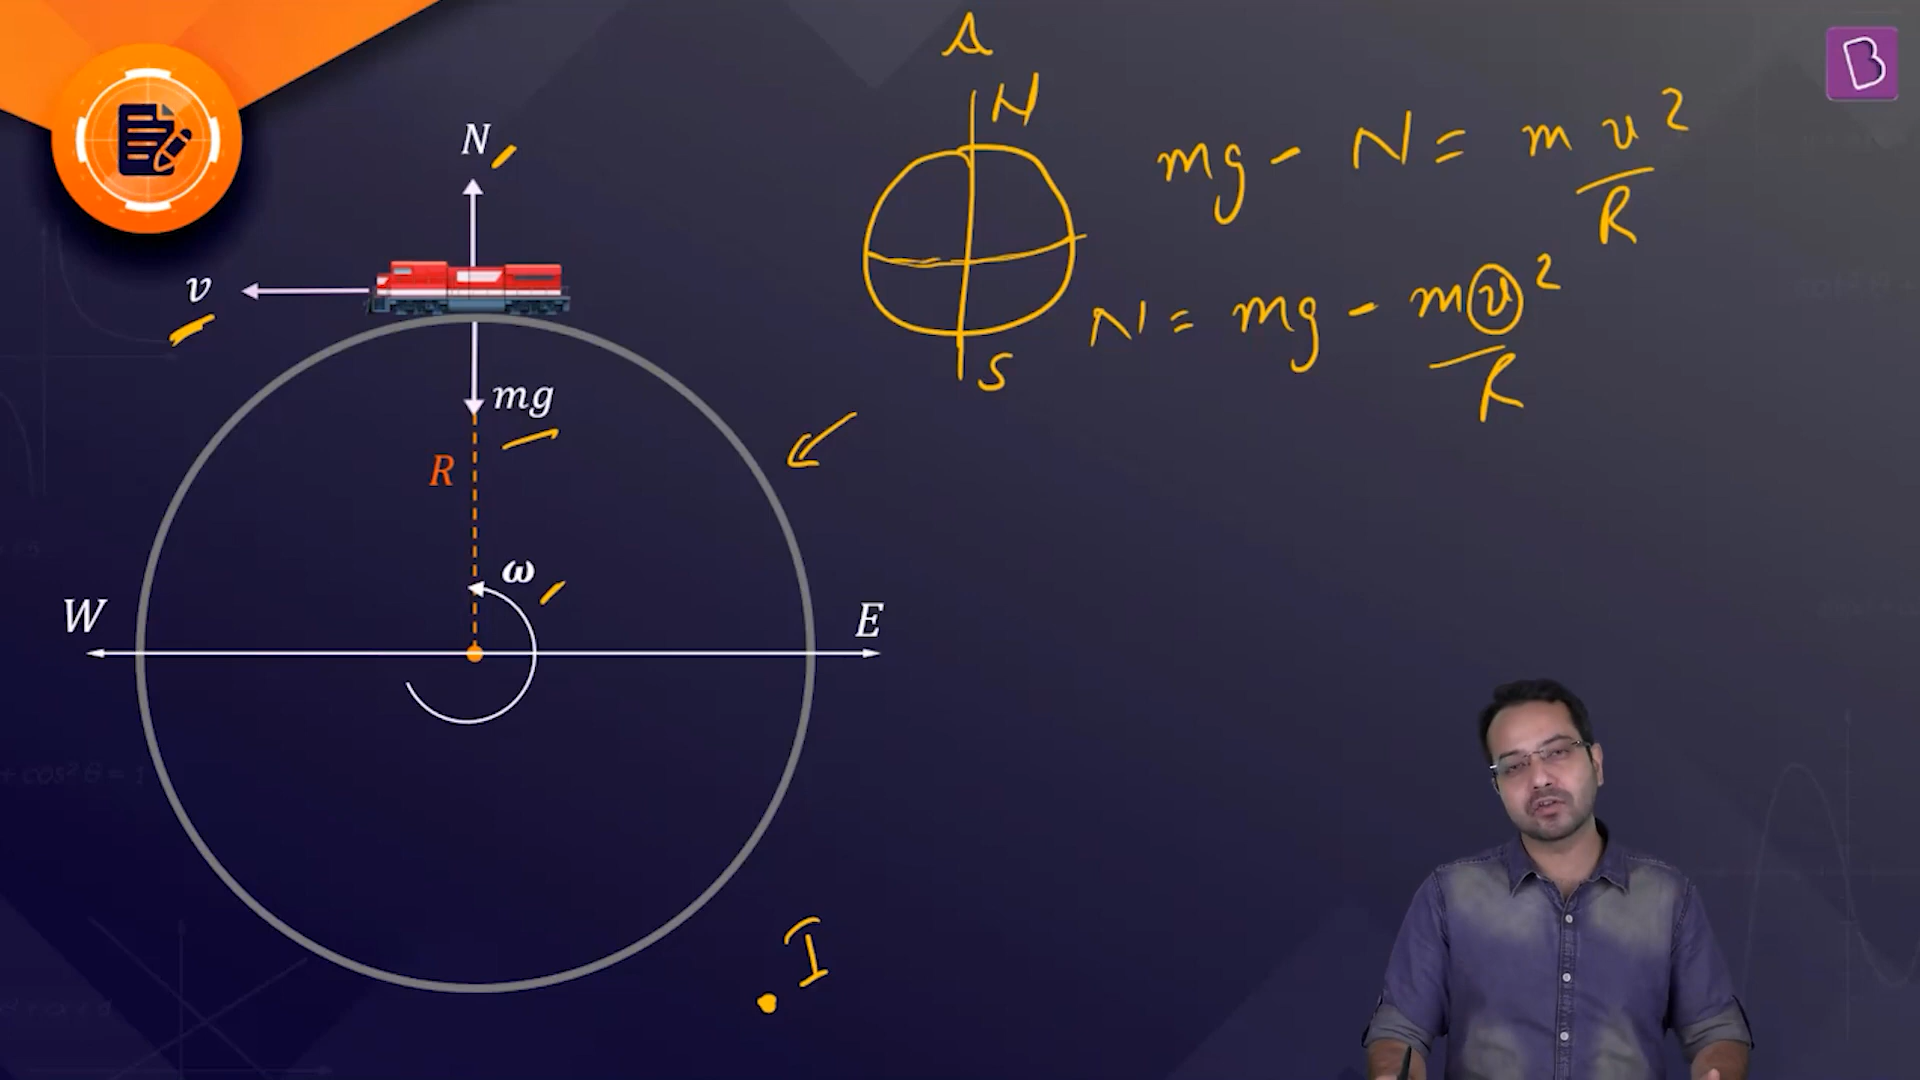 A
N
N
S
mg - N = mv²/R
N = mg - mv²/R
v
mg
R
ω
W
E
I
B